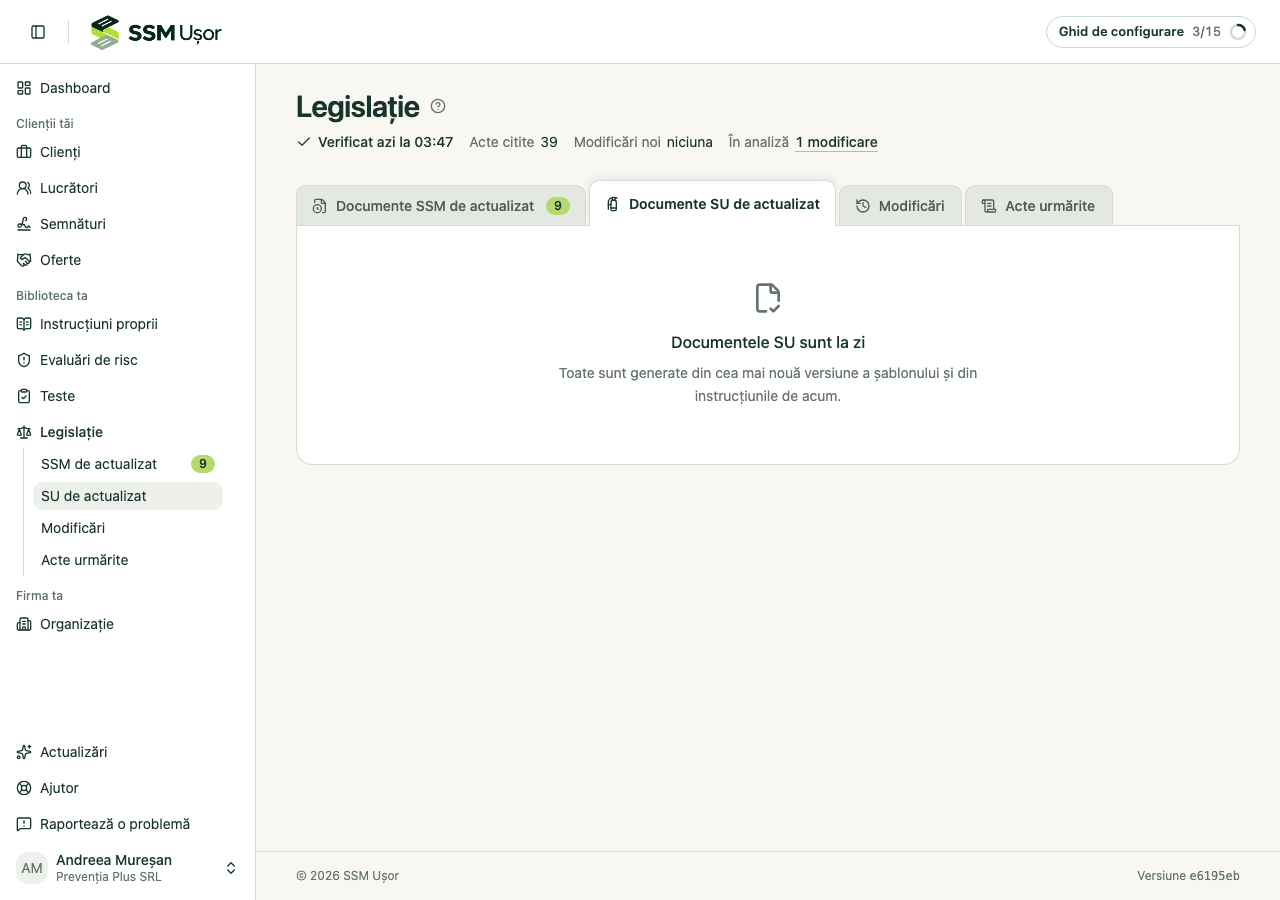 SSM Ușor
Ghid de configurare 3/15
Dashboard
Clienții tăi
Clienți
Lucrători
Semnături
Oferte
Biblioteca ta
Instrucțiuni proprii
Evaluări de risc
Teste
Legislație
SSM de actualizat 9
SU de actualizat
Modificări
Acte urmărite
Firma ta
Organizație
Actualizări
Ajutor
Raportează o problemă
AM
Andreea Mureșan
Prevenția Plus SRL
Legislație
Verificat azi la 03:47 Acte citite 39 Modificări noi niciuna În analiză 1 modificare
Documente SSM de actualizat 9
Documente SU de actualizat
Modificări
Acte urmărite
Documentele SU sunt la zi
Toate sunt generate din cea mai nouă versiune a șablonului și din
instrucțiunile de acum.
© 2026 SSM Ușor
Versiune e6195eb